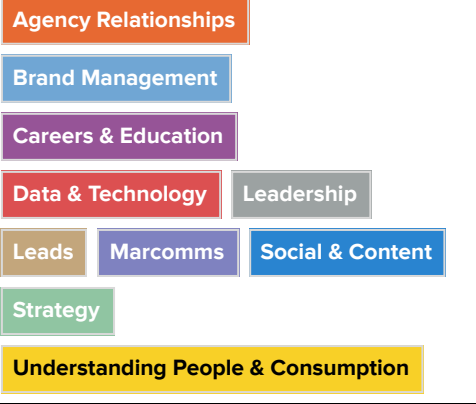 Agency Relationships
Brand Management
Careers & Education
Data & Technology Leadership
Leads Marcomms Social & Content
Strategy
Understanding People & Consumption